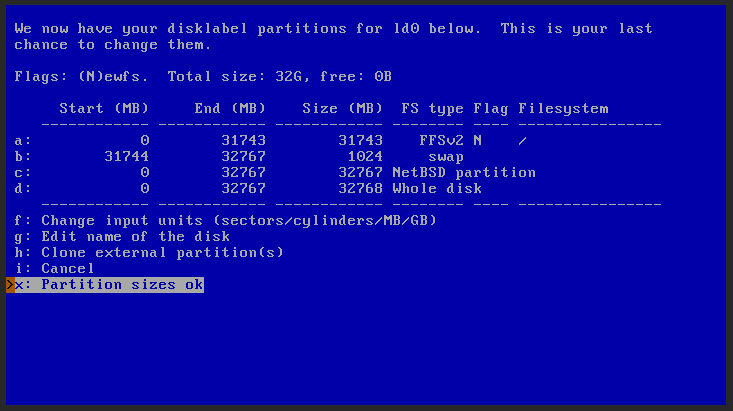 We now have your disklabel partitions for ld0 below.  This is your last
chance to change them.
Flags: (N)ewfs.  Total size: 32G, free: 0B
     Start (MB)     End (MB)    Size (MB)  FS type Flag Filesystem
   ------------ ------------ ------------ -------- ---- ----------------
a:            0        31743        31743    FFSv2 N    /
b:        31744        32767         1024     swap
c:            0        32767        32767 NetBSD partition
d:            0        32767        32768 Whole disk
   ------------ ------------ ------------ -------- ---- ----------------
f: Change input units (sectors/cylinders/MB/GB)
g: Edit name of the disk
h: Clone external partition(s)
i: Cancel
>x: Partition sizes ok